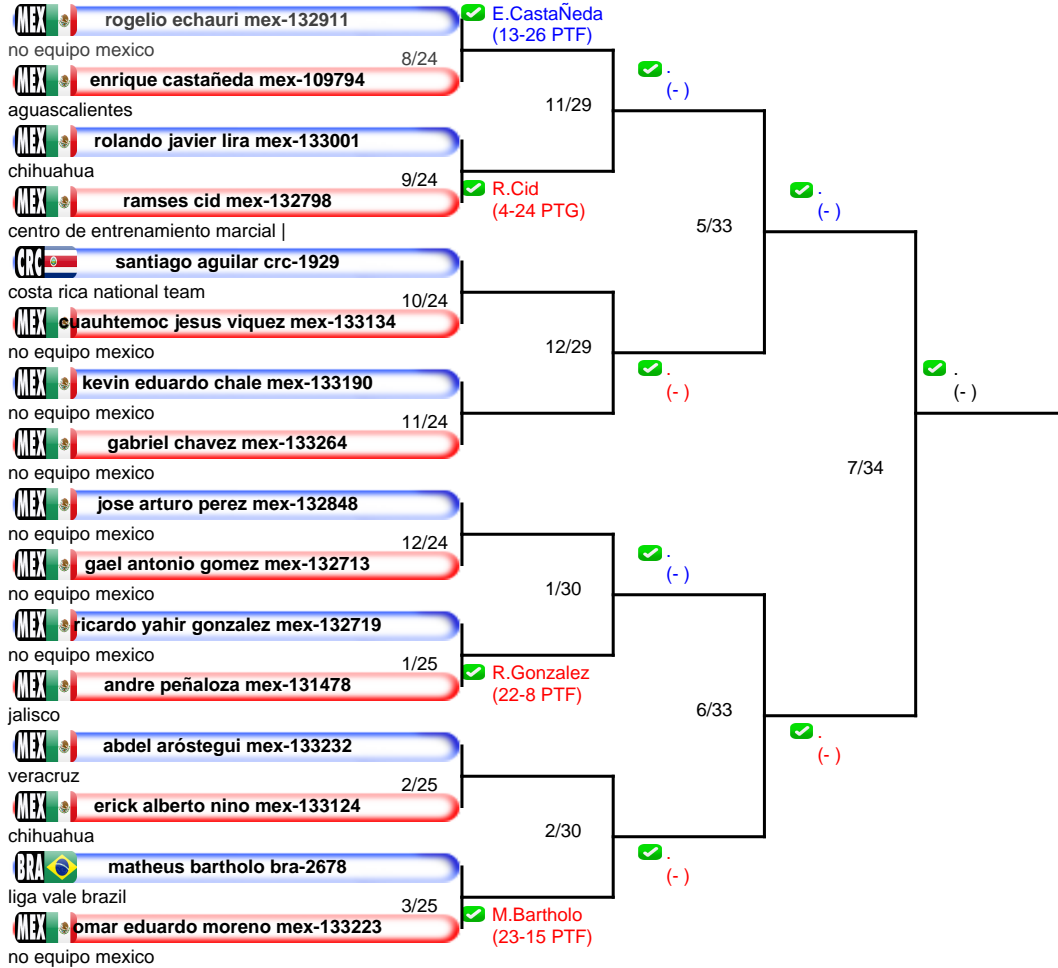 MEX rogelio echauri mex-132911
E.CastaÑeda
(13-26 PTF)
no equipo mexico
8/24
MEX enrique castañeda mex-109794
. 
(- )
aguascalientes
11/29
MEX rolando javier lira mex-133001
chihuahua
9/24
MEX ramses cid mex-132798
R.Cid
(4-24 PTG)
.
(- )
centro de entrenamiento marcial |
5/33
CRC santiago aguilar crc-1929
costa rica national team
10/24
MEX cuauhtemoc jesus viquez mex-133134
no equipo mexico
12/29
MEX kevin eduardo chale mex-133190
.
(- )
.
(- )
no equipo mexico
11/24
MEX gabriel chavez mex-133264
no equipo mexico
7/34
MEX jose arturo perez mex-132848
no equipo mexico
12/24
MEX gael antonio gomez mex-132713
.
(- )
no equipo mexico
1/30
MEX ricardo yahir gonzalez mex-132719
no equipo mexico
1/25
MEX andre peñaloza mex-131478
R.Gonzalez
(22-8 PTF)
jalisco
6/33
MEX abdel aróstegui mex-133232
.
(- )
veracruz
2/25
MEX erick alberto nino mex-133124
chihuahua
2/30
BRA matheus bartholo bra-2678
.
(- )
liga vale brazil
3/25
MEX omar eduardo moreno mex-133223
M.Bartholo
(23-15 PTF)
no equipo mexico